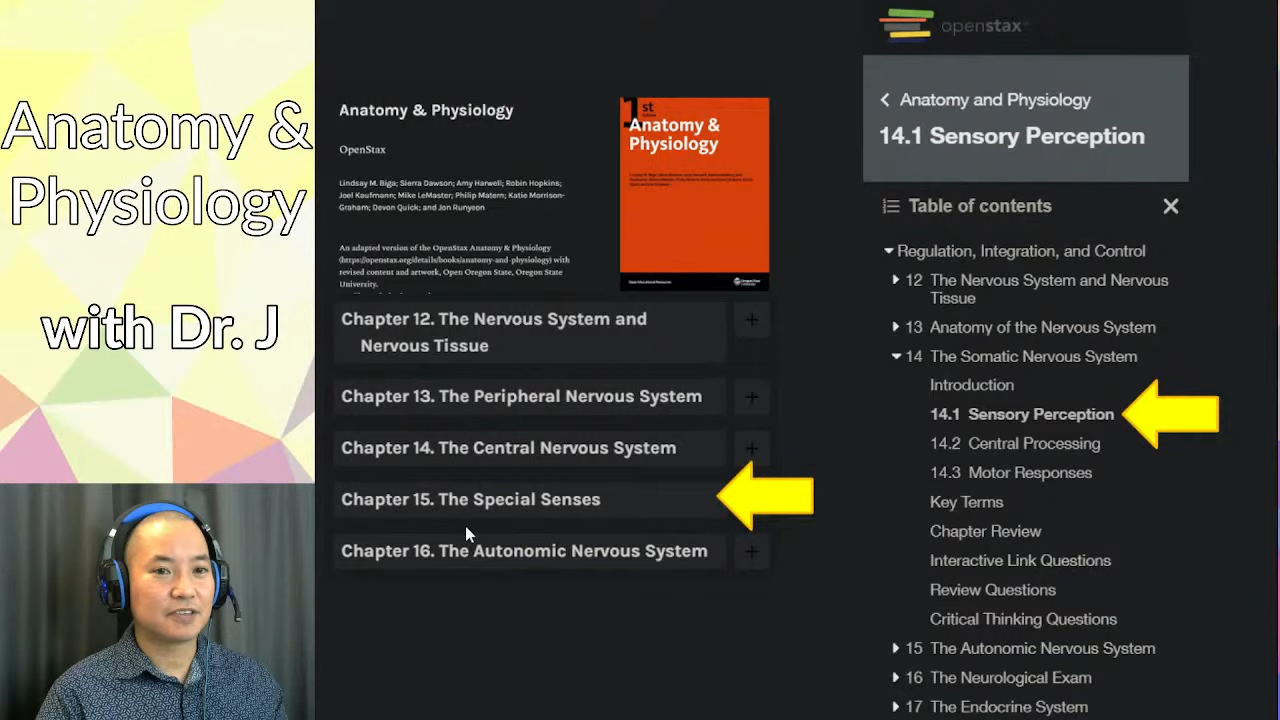 Anatomy &
Physiology
with Dr. J
Anatomy & Physiology
OpenStax
Lindsay M. Biga; Sierra Dawson; Amy Harwell; Robin Hopkins;
Joel Kaufmann; Mike LeMaster; Philip Matern; Katie Morrison-
Graham; Devon Quick; and Jon Runyeon
An adapted version of the OpenStax Anatomy & Physiology
(https://openstax.org/details/books/anatomy-and-physiology) with
revised content and artwork, Open Oregon State, Oregon State
University.
1st
Anatomy &
Physiology
Chapter 12. The Nervous System and
Nervous Tissue
+
Chapter 13. The Peripheral Nervous System
+
Chapter 14. The Central Nervous System
+
Chapter 15. The Special Senses
Chapter 16. The Autonomic Nervous System
+
openstax
Anatomy and Physiology
14.1 Sensory Perception
Table of contents
Regulation, Integration, and Control
12 The Nervous System and Nervous
Tissue
13 Anatomy of the Nervous System
14 The Somatic Nervous System
Introduction
14.1 Sensory Perception
14.2 Central Processing
14.3 Motor Responses
Key Terms
Chapter Review
Interactive Link Questions
Review Questions
Critical Thinking Questions
15 The Autonomic Nervous System
16 The Neurological Exam
17 The Endocrine System